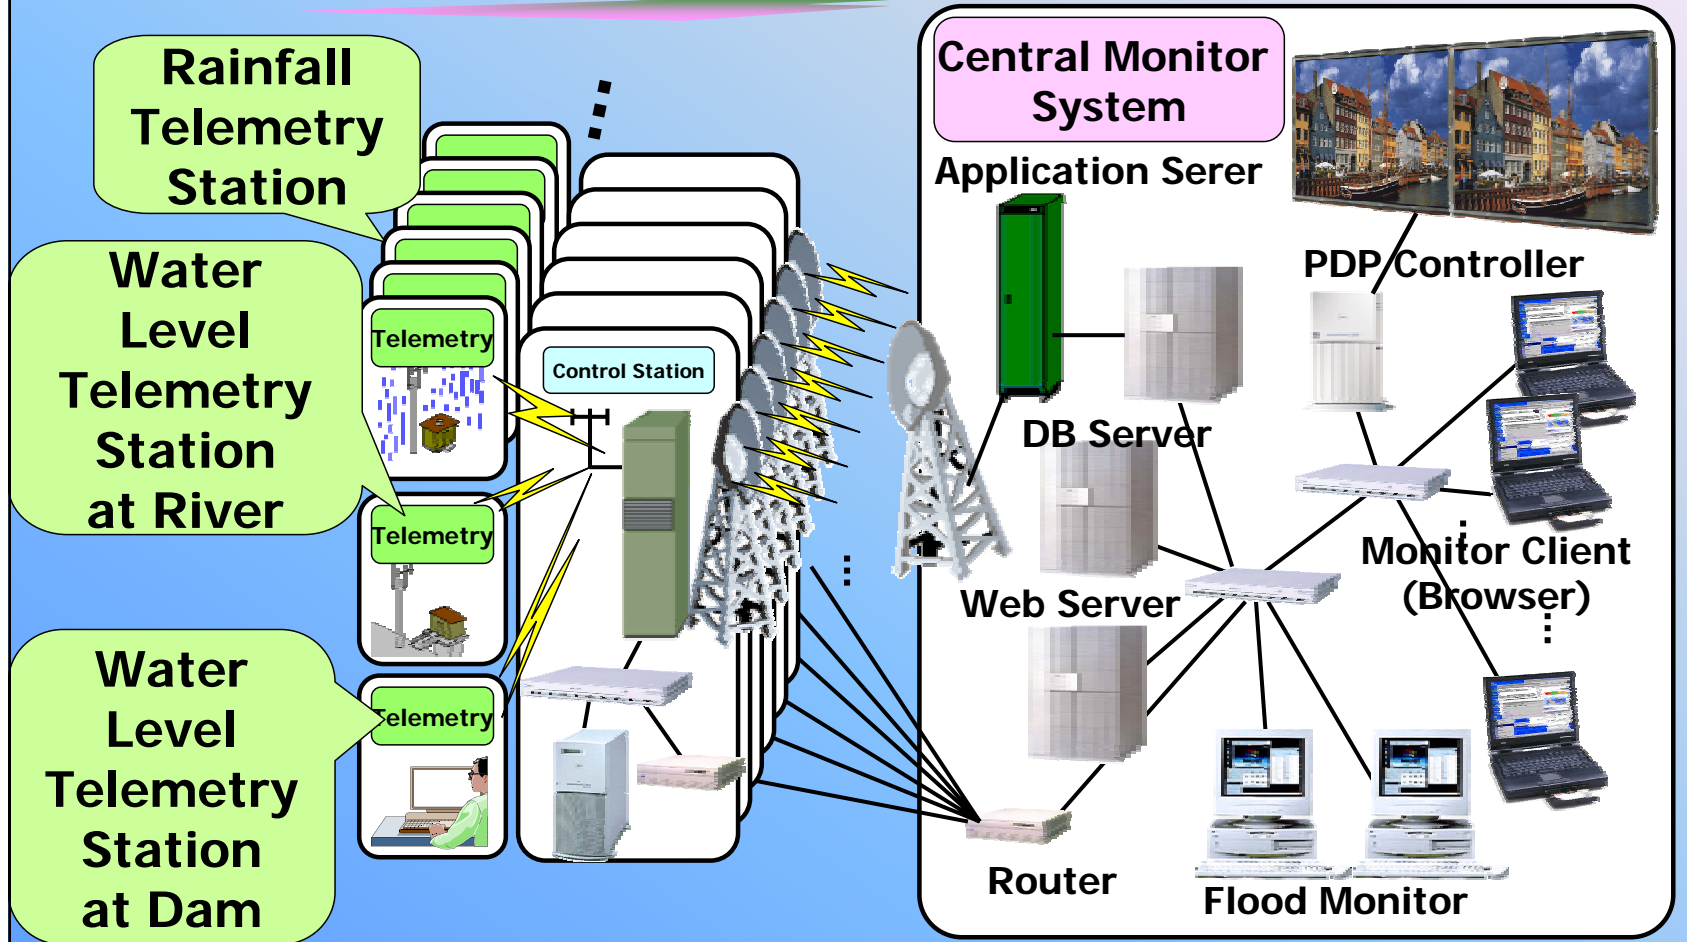 Rainfall
Telemetry
Station
Water
Level
Telemetry
Station
at River
Water
Level
Telemetry
Station
at Dam
Telemetry
Telemetry
Telemetry
Control Station
Central Monitor
System
Application Serer
PDP Controller
DB Server
Monitor Client
(Browser)
Web Server
Router
Flood Monitor